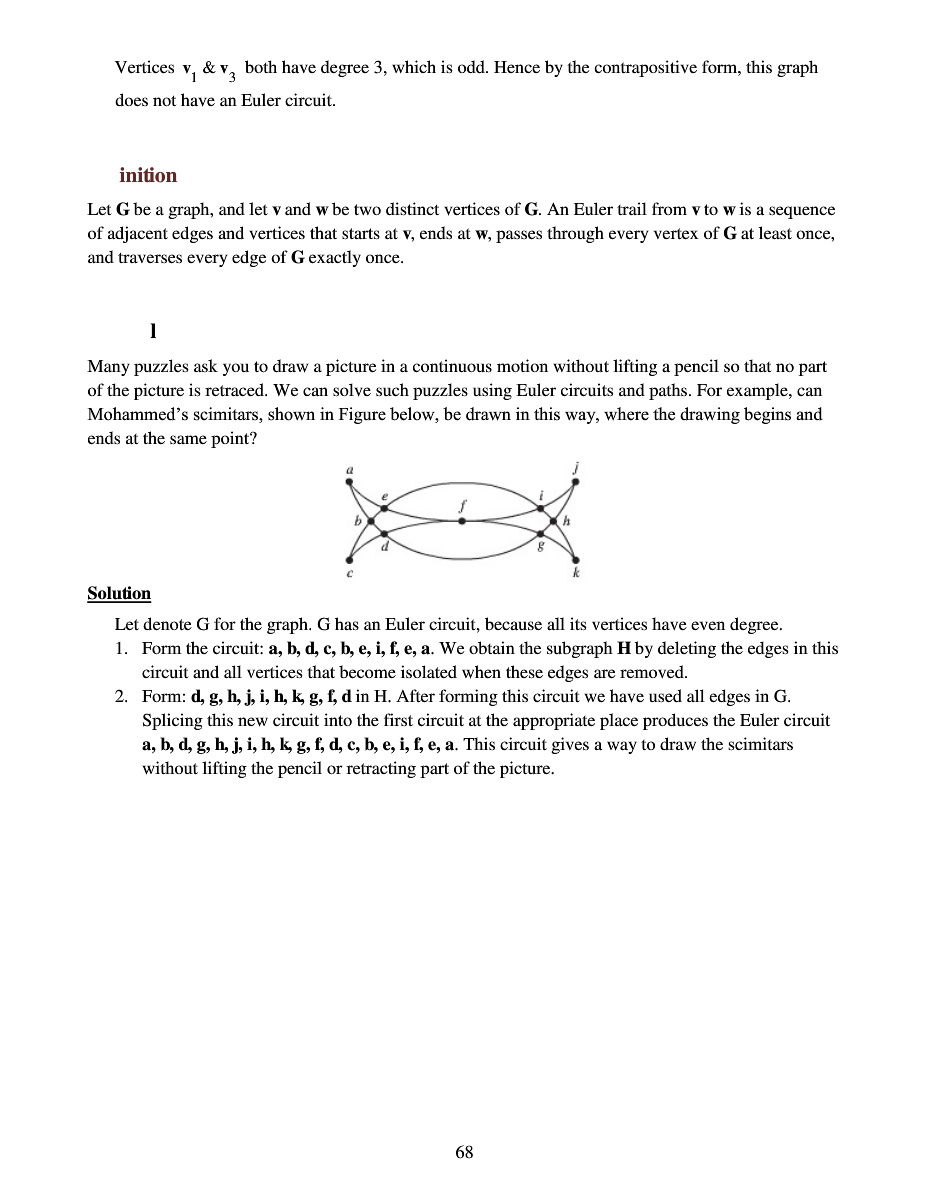 Vertices v1 & v3 both have degree 3, which is odd. Hence by the contrapositive form, this graph
does not have an Euler circuit.
inition
Let G be a graph, and let v and w be two distinct vertices of G. An Euler trail from v to w is a sequence
of adjacent edges and vertices that starts at v, ends at w, passes through every vertex of G at least once,
and traverses every edge of G exactly once.
l
Many puzzles ask you to draw a picture in a continuous motion without lifting a pencil so that no part
of the picture is retraced. We can solve such puzzles using Euler circuits and paths. For example, can
Mohammed’s scimitars, shown in Figure below, be drawn in this way, where the drawing begins and
ends at the same point?
a j
e i
f
b h
d g
c k
Solution
Let denote G for the graph. G has an Euler circuit, because all its vertices have even degree.
1. Form the circuit: a, b, d, c, b, e, i, f, e, a. We obtain the subgraph H by deleting the edges in this
circuit and all vertices that become isolated when these edges are removed.
2. Form: d, g, h, j, i, h, k, g, f, d in H. After forming this circuit we have used all edges in G.
Splicing this new circuit into the first circuit at the appropriate place produces the Euler circuit
a, b, d, g, h, j, i, h, k, g, f, d, c, b, e, i, f, e, a. This circuit gives a way to draw the scimitars
without lifting the pencil or retracting part of the picture.
68